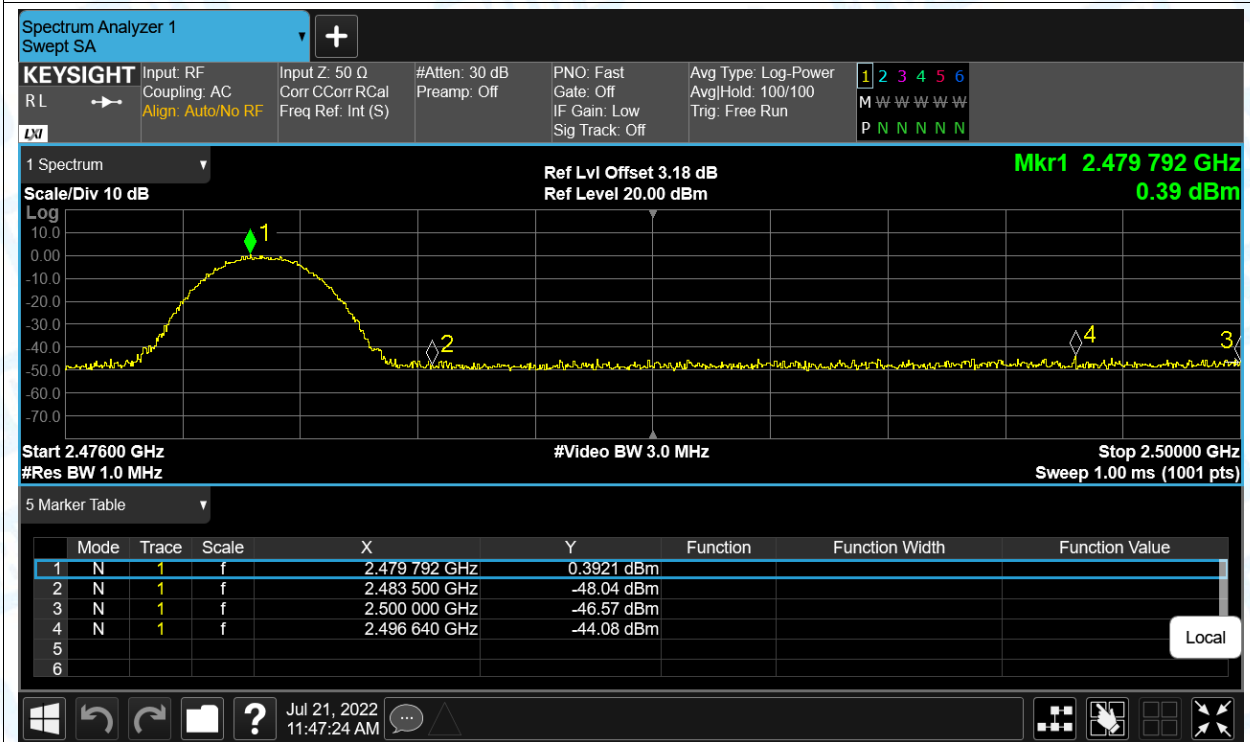 Spectrum Analyzer 1
Swept SA
+
KEYSIGHT
R L
LXI
Input: RF
Coupling: AC
Align: Auto/No RF
Input Z: 50 Ω
Corr CCorr RCal
Freq Ref: Int (S)
#Atten: 30 dB
Preamp: Off
PNO: Fast
Gate: Off
IF Gain: Low
Sig Track: Off
Avg Type: Log-Power
Avg|Hold: 100/100
Trig: Free Run
1 2 3 4 5 6
M W W W W W
P N N N N N
1 Spectrum
Scale/Div 10 dB
Ref Lvl Offset 3.18 dB
Ref Level 20.00 dBm
Mkr1 2.479 792 GHz
0.39 dBm
Log
10.0
0.00
-10.0
-20.0
-30.0
-40.0
-50.0
-60.0
-70.0
1
2
4
3
Start 2.47600 GHz
#Res BW 1.0 MHz
#Video BW 3.0 MHz
Stop 2.50000 GHz
Sweep 1.00 ms (1001 pts)
5 Marker Table
Mode Trace Scale X Y Function Function Width Function Value
1 N 1 f 2.479 792 GHz 0.3921 dBm
2 N 1 f 2.483 500 GHz -48.04 dBm
3 N 1 f 2.500 000 GHz -46.57 dBm
4 N 1 f 2.496 640 GHz -44.08 dBm
5
6
Local
?
Jul 21, 2022
11:47:24 AM